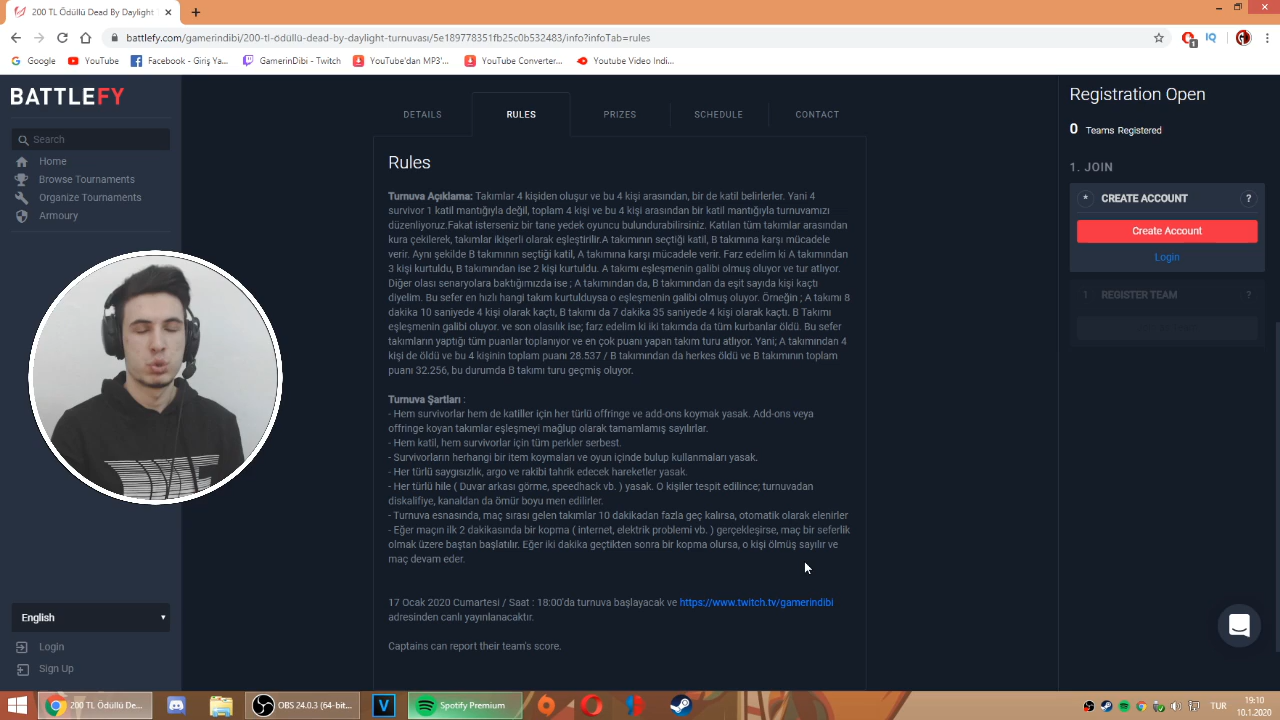 200 TL Ödüllü Dead By Daylight
battlefy.com/gamerindibi/200-tl-ödüllü-dead-by-daylight-turnuvası/5e189778351fb25c0b532483/info?infoTab=rules
Google
YouTube
Facebook - Giriş Ya...
GamerinDibi - Twitch
YouTube'dan MP3'...
YouTube Converter...
Youtube Video Indi...
BATTLEFY
Search
Home
Browse Tournaments
Organize Tournaments
Armoury
DETAILS
RULES
PRIZES
SCHEDULE
CONTACT
Rules
Turnuva Açıklama: Takımlar 4 kişiden oluşur ve bu 4 kişi arasından, bir de katil belirlerler. Yani 4
survivor 1 katil mantığıyla değil, toplam 4 kişi ve bu 4 kişi arasından bir katil mantığıyla turnuvamızı
düzenliyoruz.Fakat isterseniz bir tane yedek oyuncu bulundurabilirsiniz. Katılan tüm takımlar arasından
kura çekilerek, takımlar ikişerli olarak eşleştirilir.A takımının seçtiği katil, B takımına karşı mücadele
verir. Aynı şekilde B takımının seçtiği katil, A takımına karşı mücadele verir. Farz edelim ki A takımından
3 kişi kurtuldu, B takımından ise 2 kişi kurtuldu. A takımı eşleşmenin galibi olmuş oluyor ve tur atlıyor.
Diğer olası senaryolara baktığımızda ise ; A takımından da, B takımından da eşit sayıda kişi kaçtı
diyelim. Bu sefer en hızlı hangi takım kurtulduysa o eşleşmenin galibi olmuş oluyor. Örneğin ; A takımı 8
dakika 10 saniyede 4 kişi olarak kaçtı, B takımı da 7 dakika 35 saniyede 4 kişi olarak kaçtı. B Takımı
eşleşmenin galibi oluyor. ve son olasılık ise; farz edelim ki iki takımda da tüm kurbanlar öldü. Bu sefer
takımların yaptığı tüm puanlar toplanıyor ve en çok puanı yapan takım turu atlıyor. Yani; A takımından 4
kişi de öldü ve bu 4 kişinin toplam puanı 28.537 / B takımından da herkes öldü ve B takımının toplam
puanı 32.256, bu durumda B takımı turu geçmiş oluyor.
Turnuva Şartları :
- Hem survivorlar hem de katiller için her türlü offringe ve add-ons koymak yasak. Add-ons veya
offringe koyan takımlar eşleşmeyi mağlup olarak tamamlamış sayılırlar.
- Hem katil, hem survivorlar için tüm perkler serbest.
- Survivorların herhangi bir item koymaları ve oyun içinde bulup kullanmaları yasak.
- Her türlü saygısızlık, argo ve rakibi tahrik edecek hareketler yasak.
- Her türlü hile ( Duvar arkası görme, speedhack vb. ) yasak. O kişiler tespit edilince; turnuvadan
diskalifiye, kanaldan da ömür boyu men edilirler.
- Turnuva esnasında, maç sırası gelen takımlar 10 dakikadan fazla geç kalırsa, otomatik olarak elenirler
- Eğer maçın ilk 2 dakikasında bir kopma ( internet, elektrik problemi vb. ) gerçekleşirse, maç bir seferlik
olmak üzere baştan başlatılır. Eğer iki dakika geçtikten sonra bir kopma olursa, o kişi ölmüş sayılır ve
maç devam eder.
17 Ocak 2020 Cumartesi / Saat : 18:00'da turnuva başlayacak ve https://www.twitch.tv/gamerindibi
adresinden canlı yayınlanacaktır.
Captains can report their team's score.
Registration Open
0 Teams Registered
1. JOIN
* CREATE ACCOUNT ?
Create Account
Login
1 REGISTER TEAM ?
English
Login
Sign Up
200 TL Ödüllü De...
OBS 24.0.3 (64-bit...
Spotify Premium
TUR
19:10
10.1.2020